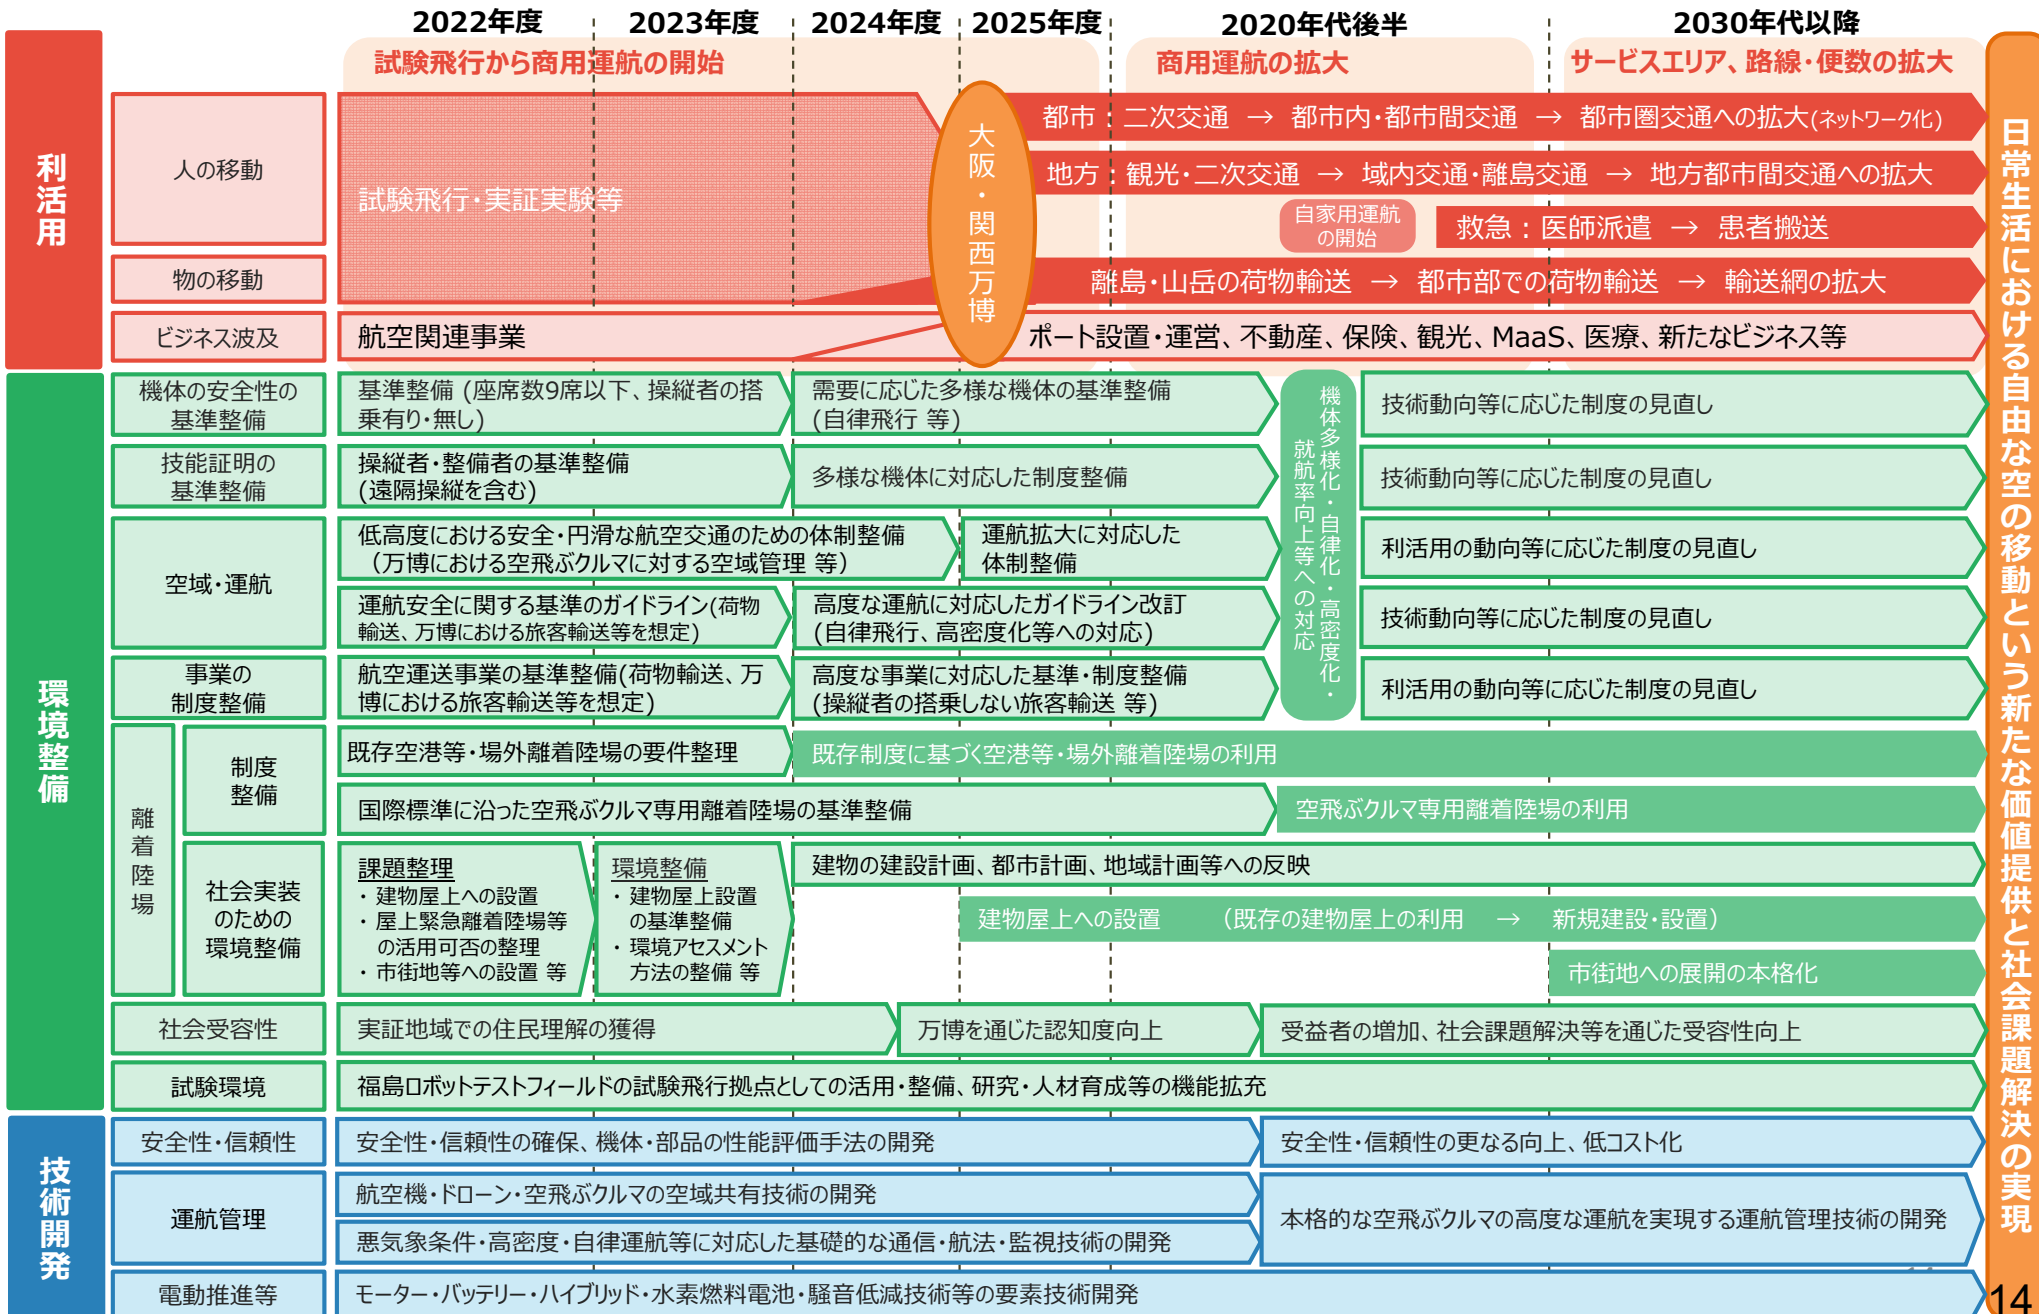 2022年度
2023年度
2024年度
2025年度
2020年代後半
2030年代以降
試験飛行から商用運航の開始
商用運航の拡大
サービスエリア、路線・便数の拡大
利活用
人の移動
試験飛行・実証実験等
大阪・関西万博
都市：二次交通 → 都市内・都市間交通 → 都市圏交通への拡大(ネットワーク化)
地方：観光・二次交通 → 域内交通・離島交通 → 地方都市間交通への拡大
自家用運航
の開始
救急：医師派遣 → 患者搬送
物の移動
離島・山岳の荷物輸送 → 都市部での荷物輸送 → 輸送網の拡大
ビジネス波及
航空関連事業
ポート設置・運営、不動産、保険、観光、MaaS、医療、新たなビジネス等
環境整備
機体の安全性の
基準整備
基準整備 (座席数9席以下、操縦者の搭
乗有り・無し)
需要に応じた多様な機体の基準整備
(自律飛行 等)
機体多様化・自律化・高密度化・
就航率向上等への対応
技術動向等に応じた制度の見直し
技能証明の
基準整備
操縦者・整備者の基準整備
(遠隔操縦を含む)
多様な機体に対応した制度整備
技術動向等に応じた制度の見直し
空域・運航
低高度における安全・円滑な航空交通のための体制整備
（万博における空飛ぶクルマに対する空域管理 等）
運航拡大に対応した
体制整備
利活用の動向等に応じた制度の見直し
運航安全に関する基準のガイドライン(荷物
輸送、万博における旅客輸送等を想定)
高度な運航に対応したガイドライン改訂
(自律飛行、高密度化等への対応)
技術動向等に応じた制度の見直し
事業の
制度整備
航空運送事業の基準整備(荷物輸送、万
博における旅客輸送等を想定)
高度な事業に対応した基準・制度整備
(操縦者の搭乗しない旅客輸送 等)
利活用の動向等に応じた制度の見直し
離着陸場
制度
整備
既存空港等・場外離着陸場の要件整理
既存制度に基づく空港等・場外離着陸場の利用
国際標準に沿った空飛ぶクルマ専用離着陸場の基準整備
空飛ぶクルマ専用離着陸場の利用
社会実装
のための
環境整備
課題整理
・建物屋上への設置
・屋上緊急離着陸場等
の活用可否の整理
・市街地等への設置 等
環境整備
・建物屋上設置
の基準整備
・環境アセスメント
方法の整備 等
建物の建設計画、都市計画、地域計画等への反映
建物屋上への設置 （既存の建物屋上の利用 → 新規建設・設置）
市街地への展開の本格化
社会受容性
実証地域での住民理解の獲得
万博を通じた認知度向上
受益者の増加、社会課題解決等を通じた受容性向上
試験環境
福島ロボットテストフィールドの試験飛行拠点としての活用・整備、研究・人材育成等の機能拡充
技術開発
安全性・信頼性
安全性・信頼性の確保、機体・部品の性能評価手法の開発
安全性・信頼性の更なる向上、低コスト化
運航管理
航空機・ドローン・空飛ぶクルマの空域共有技術の開発
悪気象条件・高密度・自律運航等に対応した基礎的な通信・航法・監視技術の開発
本格的な空飛ぶクルマの高度な運航を実現する運航管理技術の開発
電動推進等
モーター・バッテリー・ハイブリッド・水素燃料電池・騒音低減技術等の要素技術開発
日常生活における自由な空の移動という新たな価値提供と社会課題解決の実現
14